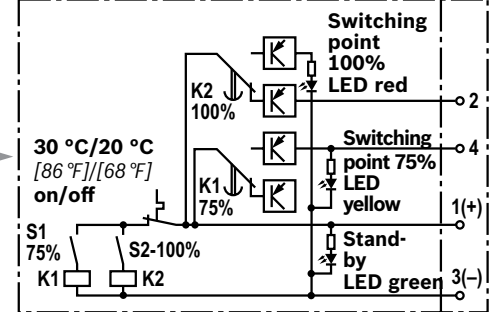 Switching
point
100%
LED red
K2
100%
2
30 °C/20 °C
[86 °F]/[68 °F]
on/off
Switching
point 75%
LED
yellow
4
K1
75%
1(+)
S1
75%
S2-100%
Stand-
by
LED green
K1
K2
3(–)